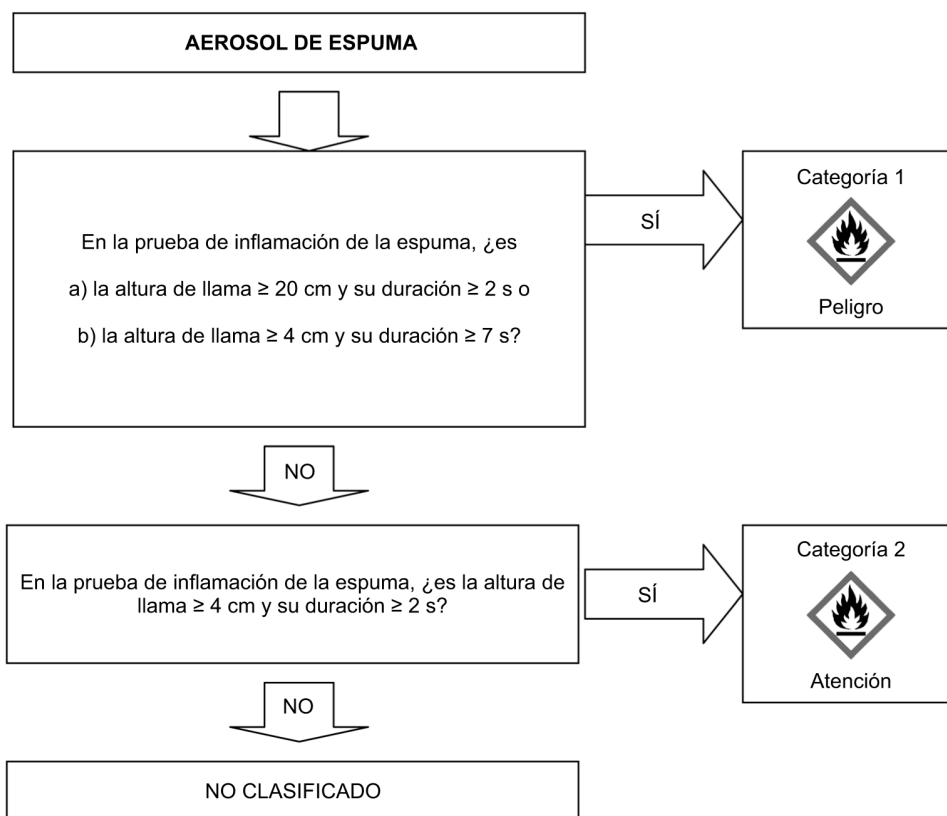 AEROSOL DE ESPUMA
En la prueba de inflamación de la espuma, ¿es
a) la altura de llama ≥ 20 cm y su duración ≥ 2 s o
b) la altura de llama ≥ 4 cm y su duración ≥ 7 s?
SÍ
Categoría 1
Peligro
NO
En la prueba de inflamación de la espuma, ¿es la altura de
llama ≥ 4 cm y su duración ≥ 2 s?
SÍ
Categoría 2
Atención
NO
NO CLASIFICADO